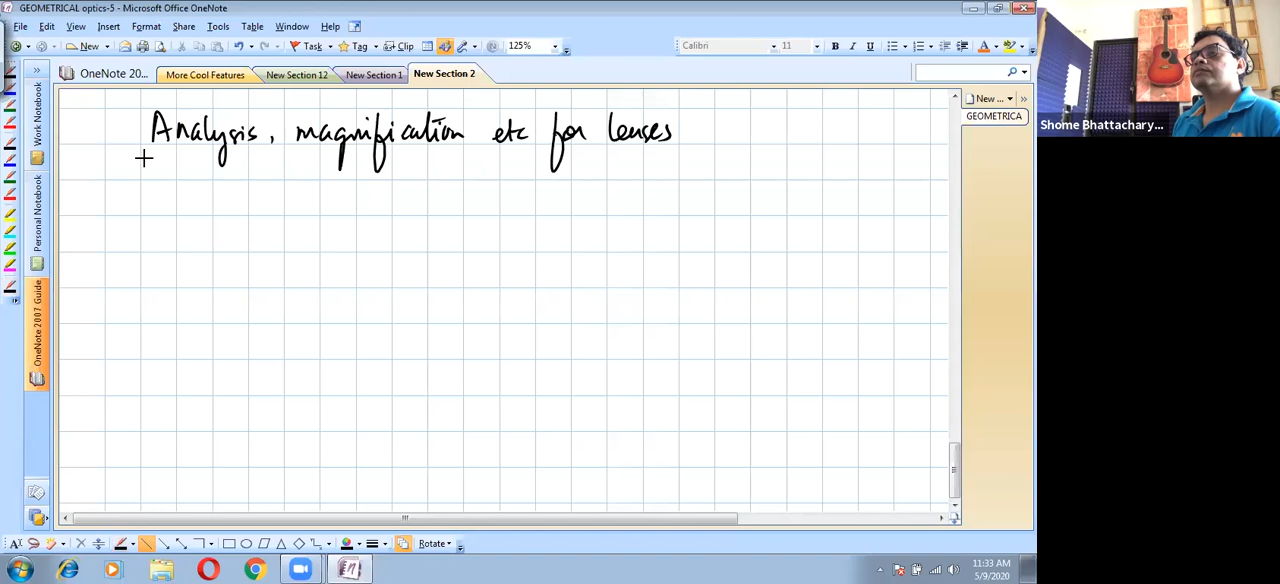 GEOMETRICAL optics-5 - Microsoft Office OneNote
File Edit View Insert Format Share Tools Table Window Help
New Task Tag Clip 125% Calibri 11 B I U
OneNote 20... More Cool Features New Section 12 New Section 1 New Section 2
New ...
GEOMETRICA
Work Notebook
Personal Notebook
OneNote 2007 Guide
Analysis, magnification etc for lenses
Shome Bhattachary...
Rotate
11:33 AM
5/9/2020